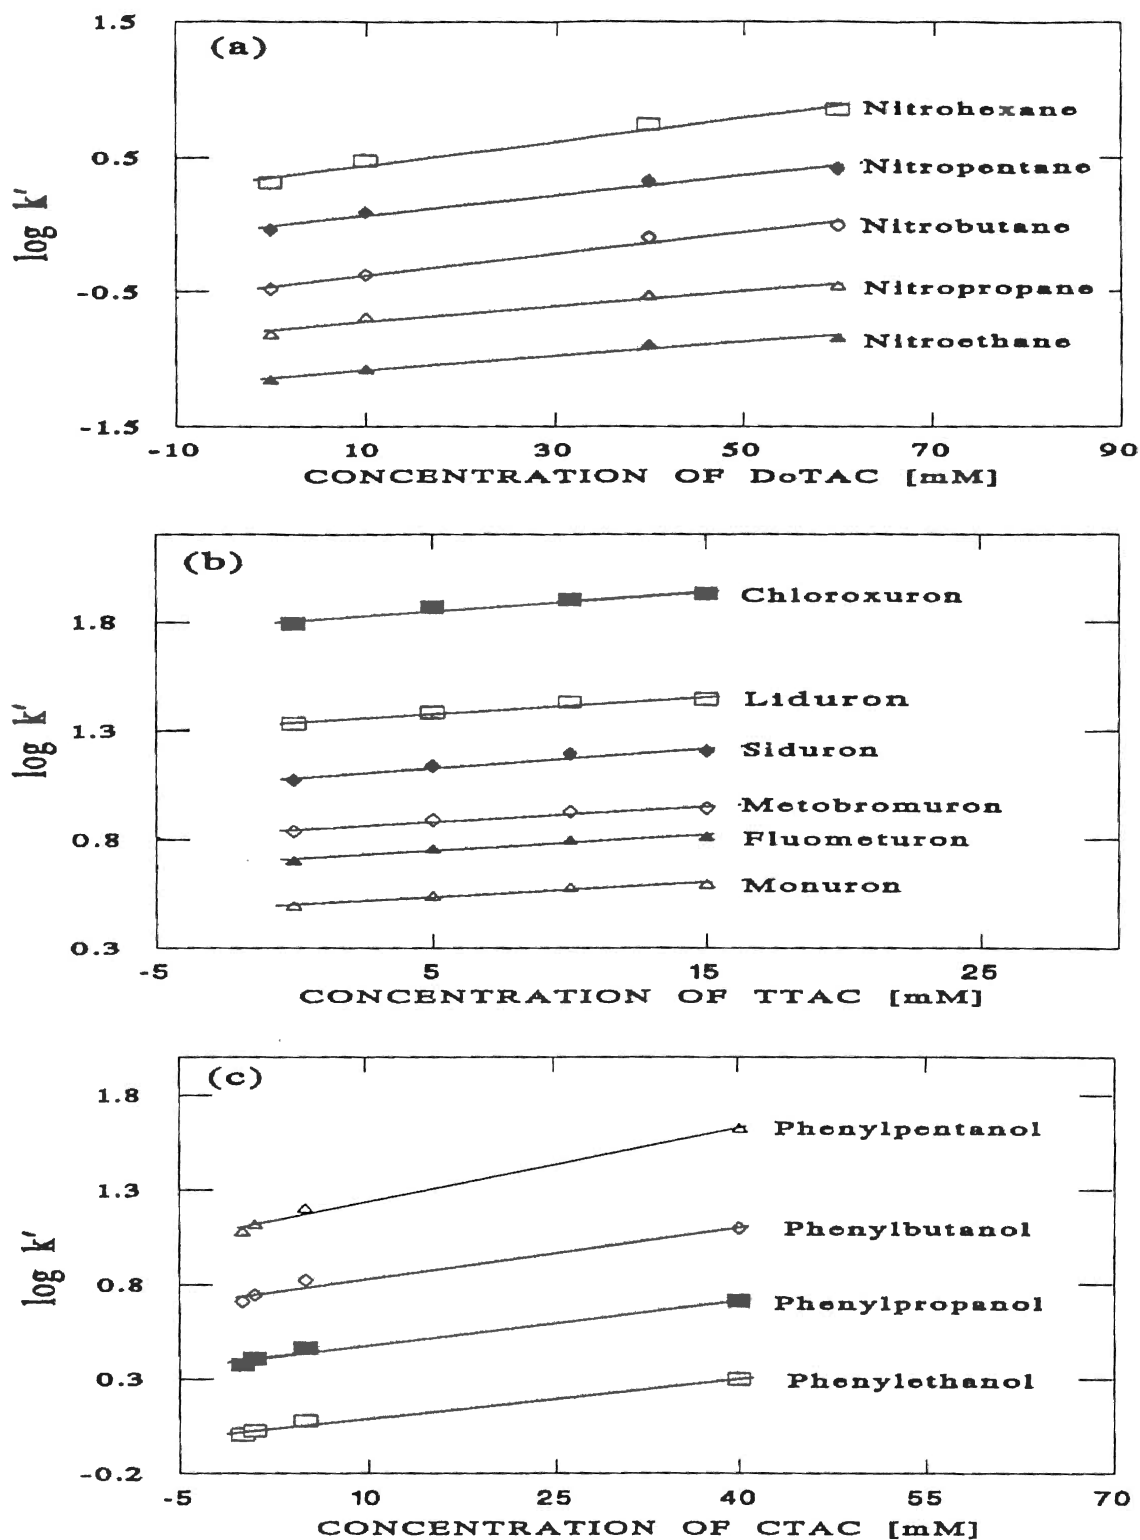 1.5
(a)
Nitrohexane
0.5
Nitropentane
log k′
Nitrobutane
-0.5
Nitropropane
Nitroethane
-1.5
-10 10 30 50 70 90
CONCENTRATION OF DoTAC [mM]
(b)
Chloroxuron
1.8
Liduron
log k′
1.3
Siduron
Metobromuron
0.8
Fluometuron
Monuron
0.3
-5 5 15 25
CONCENTRATION OF TTAC [mM]
(c)
1.8
Phenylpentanol
1.3
log k′
Phenylbutanol
0.8
Phenylpropanol
0.3
Phenylethanol
-0.2
-5 10 25 40 55 70
CONCENTRATION OF CTAC [mM]